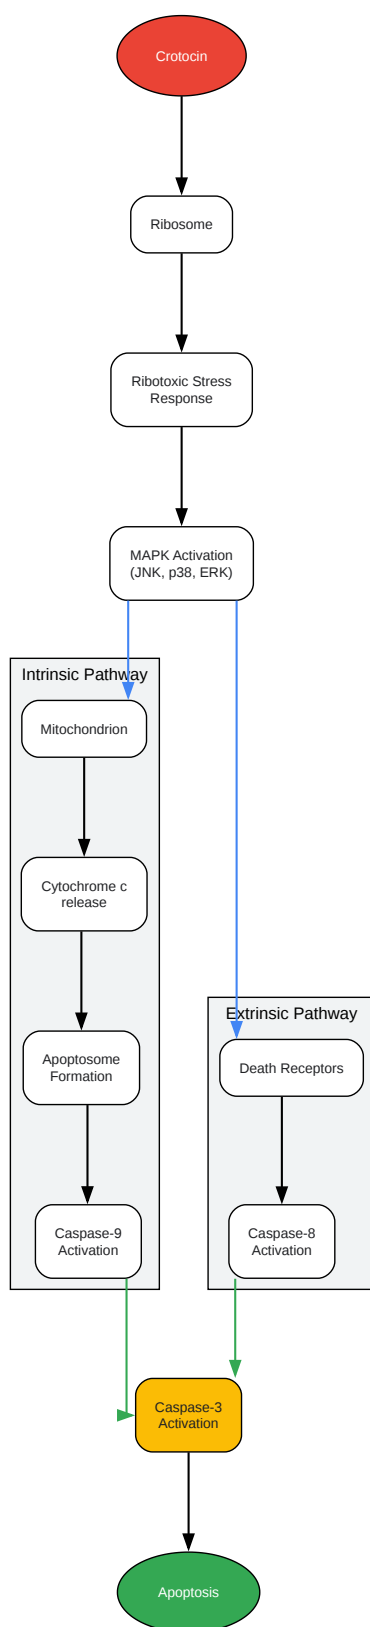 Crotocin
Ribosome
Ribotoxic Stress
Response
MAPK Activation
(JNK, p38, ERK)
Intrinsic Pathway
Mitochondrion
Cytochrome c
release
Apoptosome
Formation
Caspase-9
Activation
Extrinsic Pathway
Death Receptors
Caspase-8
Activation
Caspase-3
Activation
Apoptosis